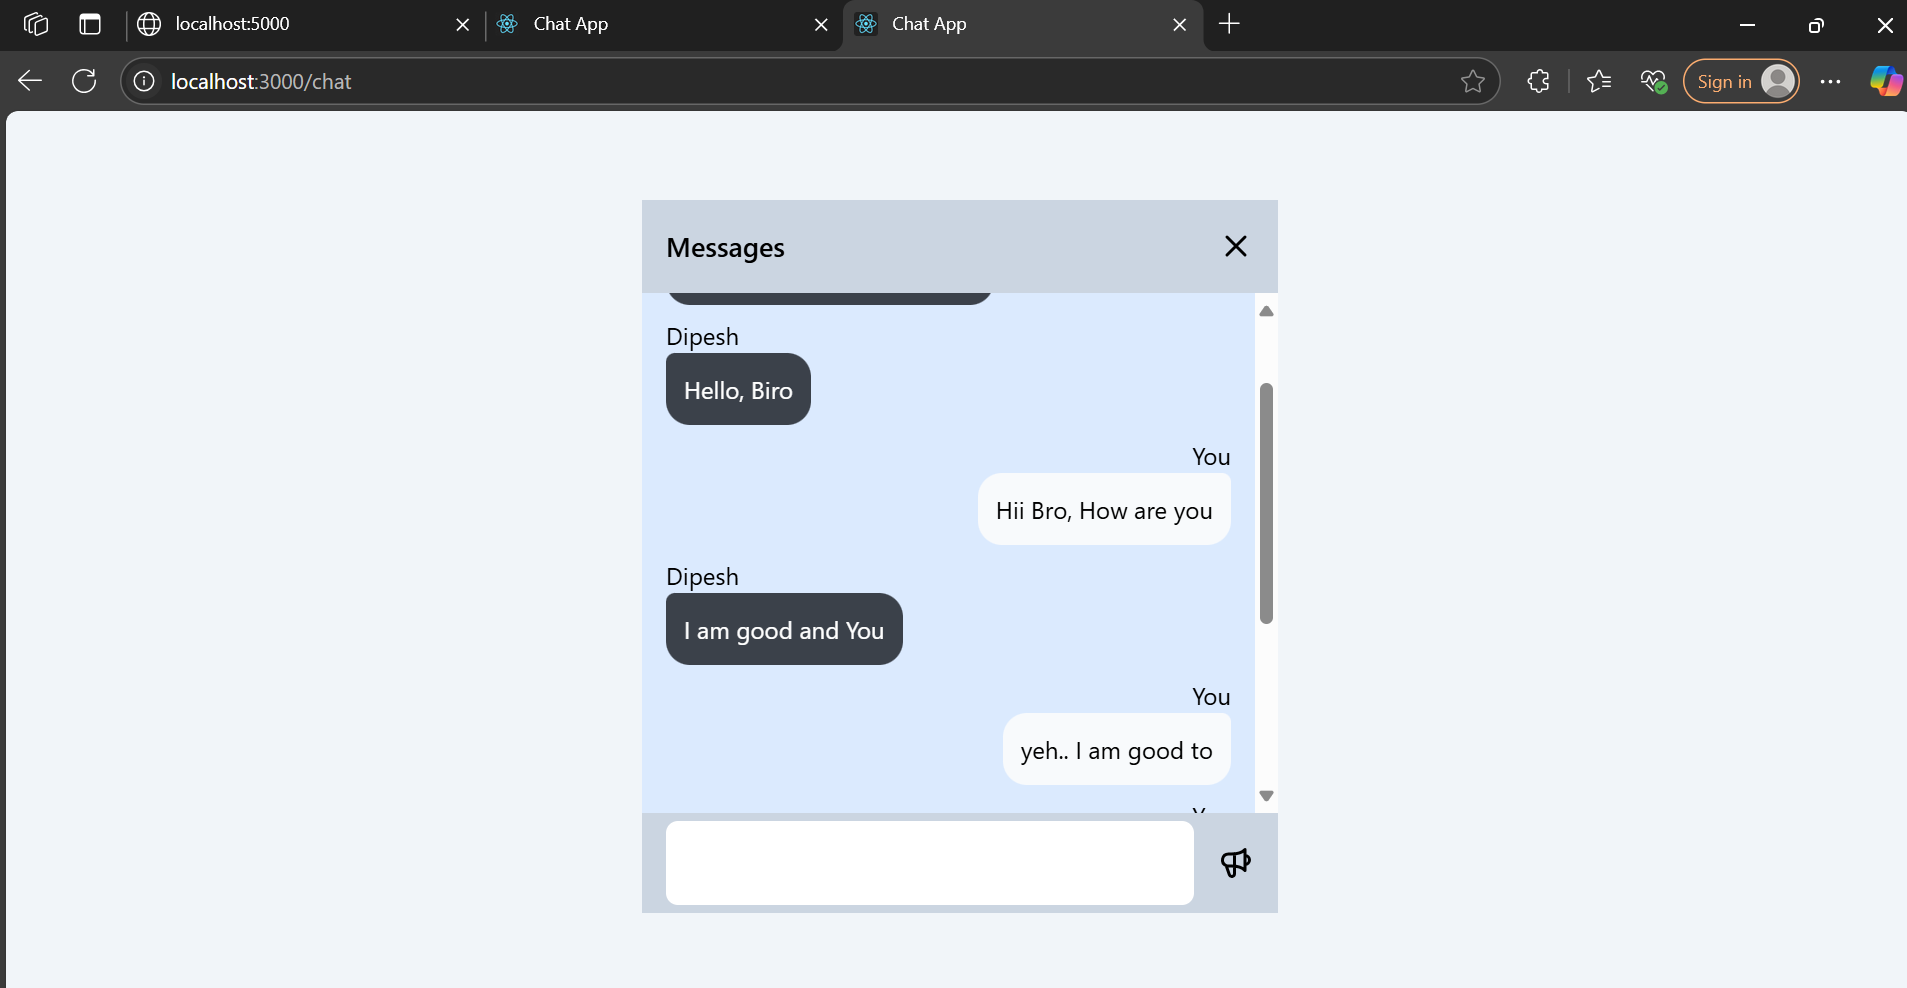 localhost:5000
Chat App
Chat App
localhost:3000/chat
Sign in
Messages
Dipesh
Hello, Biro
You
Hii Bro, How are you
Dipesh
I am good and You
You
yeh.. I am good to